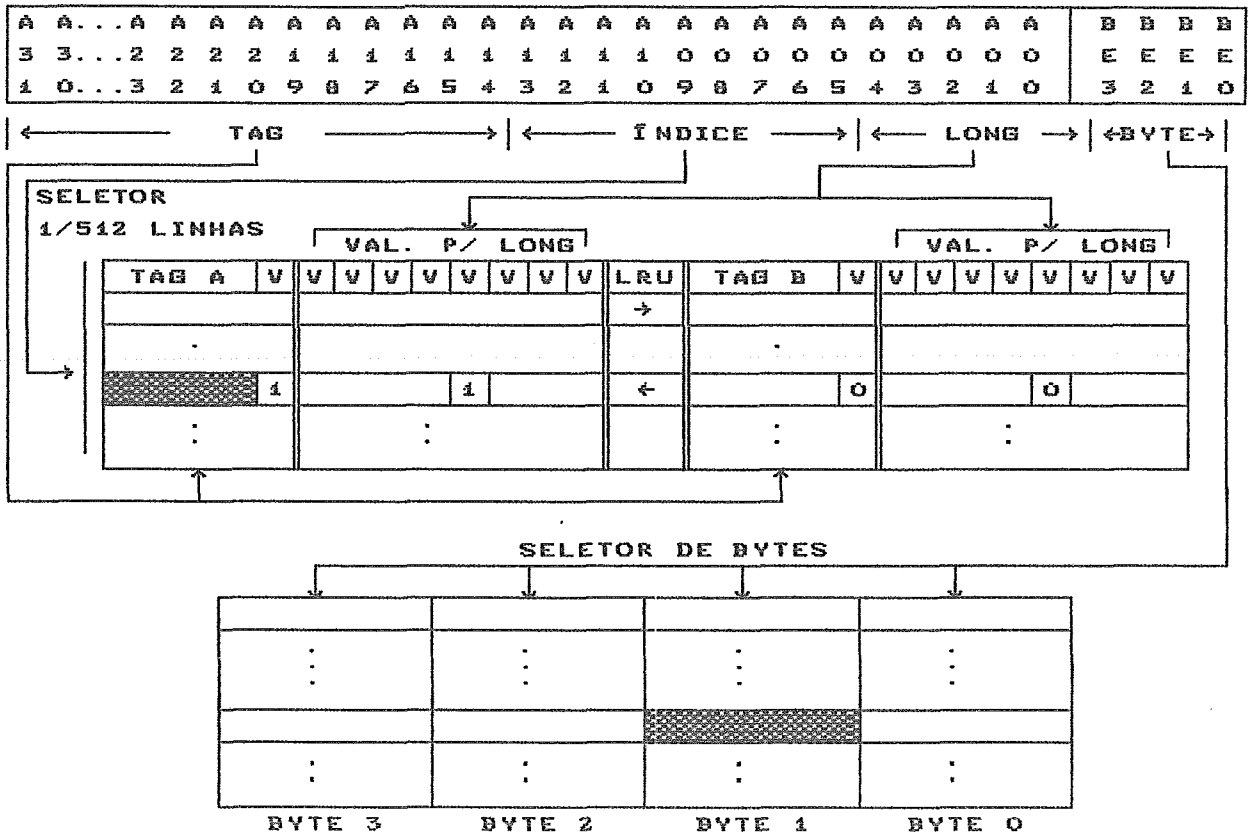 A A...A A A A A A A A A A A A A A A A A A A A A A A B B B B
3 3...2 2 2 2 1 1 1 1 1 1 1 1 1 1 0 0 0 0 0 0 0 0 0 0 E E E E
1 0...3 2 1 0 9 8 7 6 5 4 3 2 1 0 9 8 7 6 5 4 3 2 1 0 3 2 1 0
|← TAG →|← ÍNDICE →|← LONG →|←BYTE→|
SELETOR
1/512 LINHAS
VAL. P/ LONG
VAL. P/ LONG
TAG A V V V V V V V V V LRU TAG B V V V V V V V V V
→
1 1 ← 0 0
SELETOR DE BYTES
BYTE 3 BYTE 2 BYTE 1 BYTE 0